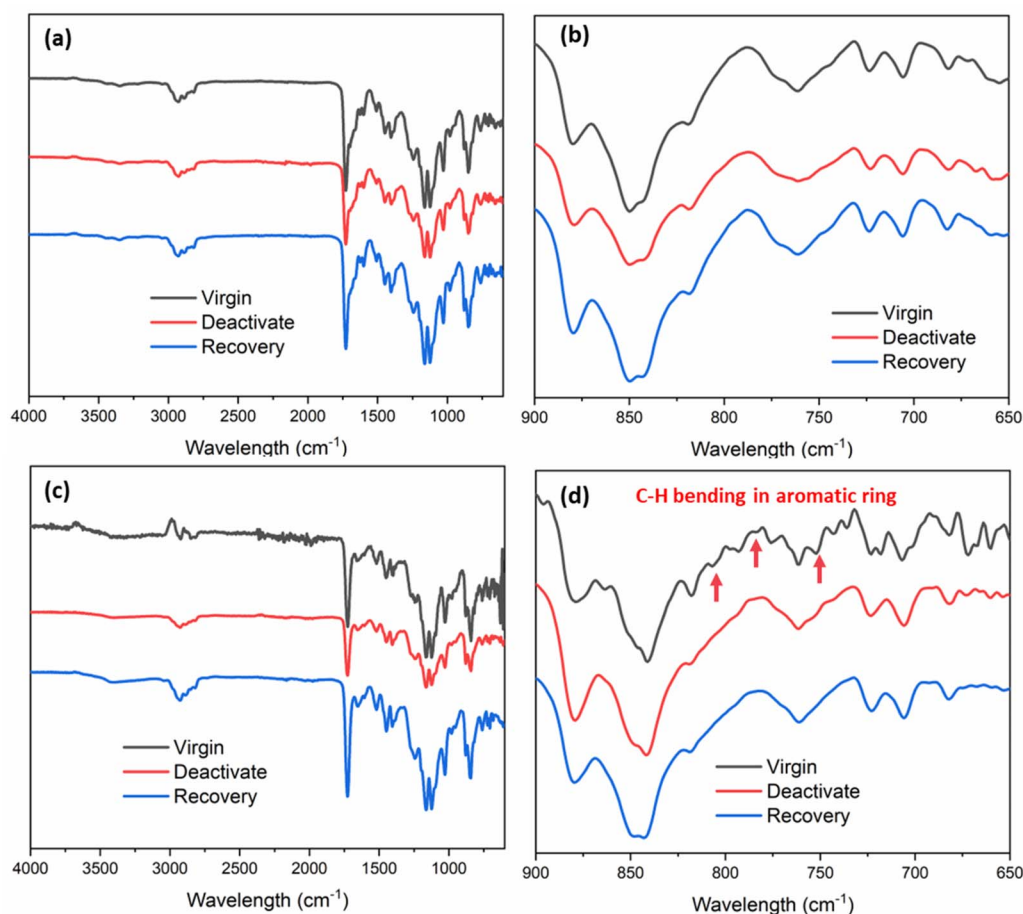 (a)
Virgin
Deactivate
Recovery
4000 3500 3000 2500 2000 1500 1000
Wavelength (cm-1)
(b)
Virgin
Deactivate
Recovery
900 850 800 750 700 650
Wavelength (cm-1)
(c)
Virgin
Deactivate
Recovery
4000 3500 3000 2500 2000 1500 1000
Wavelength (cm-1)
(d)
C-H bending in aromatic ring
Virgin
Deactivate
Recovery
900 850 800 750 700 650
Wavelength (cm-1)